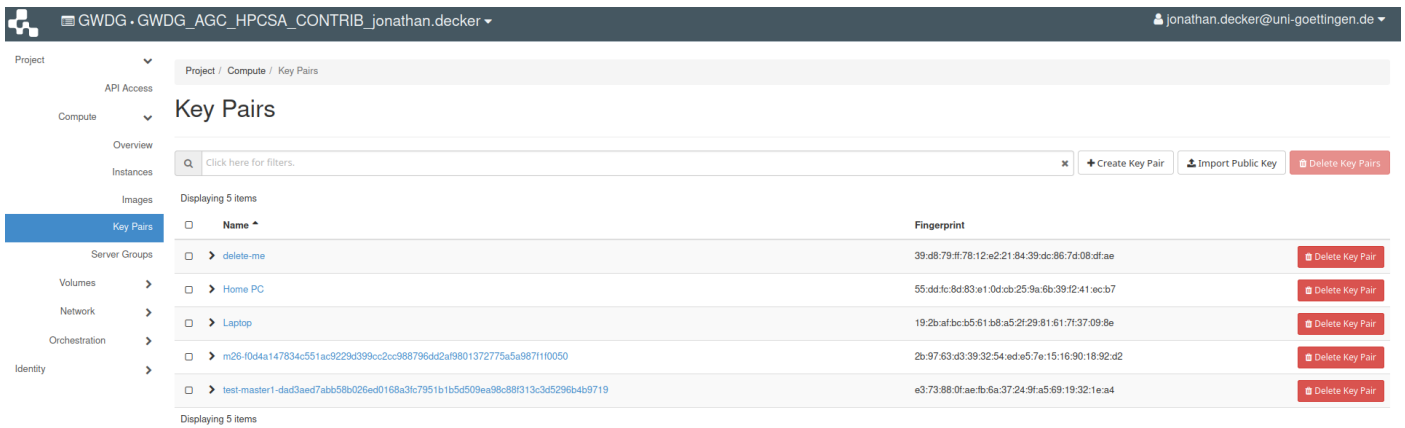 GWDG • GWDG_AGC_HPCSA_CONTRIB_jonathan.decker
jonathan.decker@uni-goettingen.de
Project
API Access
Compute
Overview
Instances
Images
Key Pairs
Server Groups
Volumes
Network
Orchestration
Identity
Project / Compute / Key Pairs
Key Pairs
Click here for filters.
Create Key Pair
Import Public Key
Delete Key Pairs
Displaying 5 items
Name Fingerprint
delete-me 39:d8:79:ff:78:12:e2:21:84:39:dc:86:7d:08:df:ae Delete Key Pair
Home PC 55:dd:fc:8d:83:e1:0d:cb:25:9a:6b:39:f2:41:ec:b7 Delete Key Pair
Laptop 19:2b:af:bc:b5:61:b8:a5:2f:29:81:61:7f:37:09:8e Delete Key Pair
m26-f0d4a147834c551ac9229d399cc2cc988796dd2af9801372775a5a987f1f0050 2b:97:63:d3:39:32:54:ed:e5:7e:15:16:90:18:92:d2 Delete Key Pair
test-master1-dad3aed7abb58b026ed0168a3fc7951b1b5d509ea98c88f313c3d5296b4b9719 e3:73:88:0f:ae:fb:6a:37:24:9f:a5:69:19:32:1e:a4 Delete Key Pair
Displaying 5 items